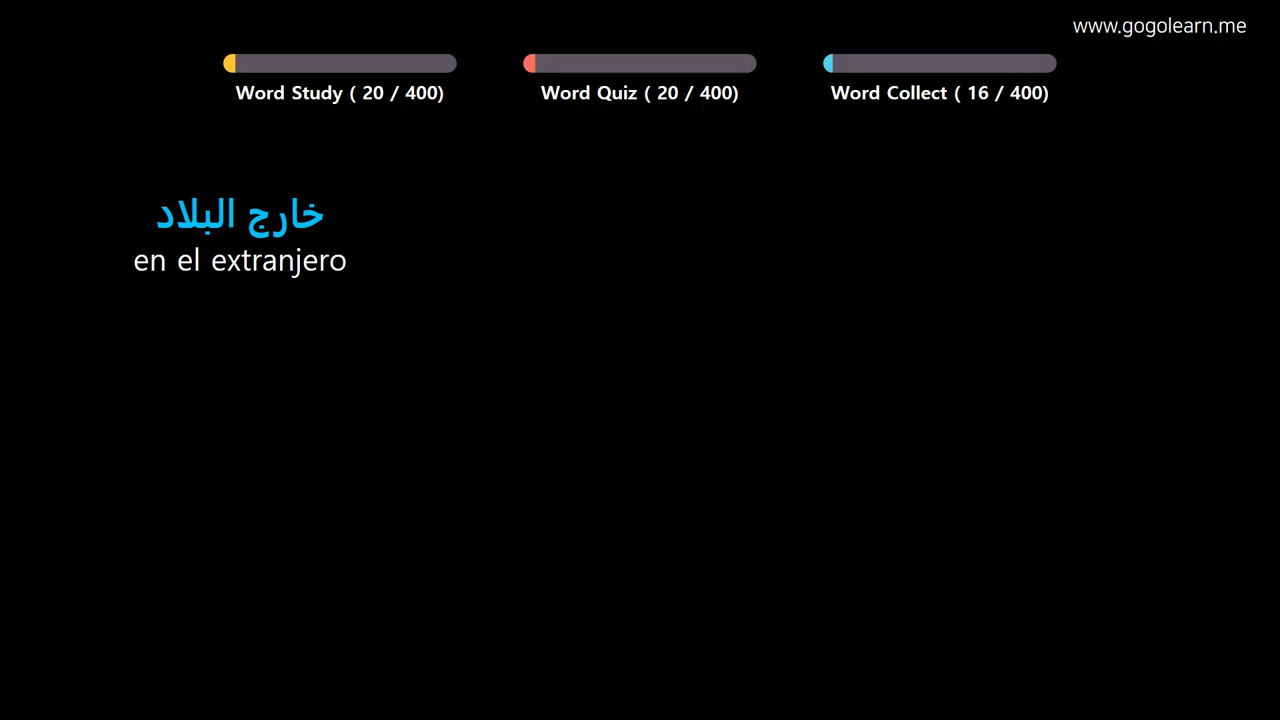 www.gogolearn.me
Word Study ( 20 / 400)
Word Quiz ( 20 / 400)
Word Collect ( 16 / 400)
خارج البلاد
en el extranjero